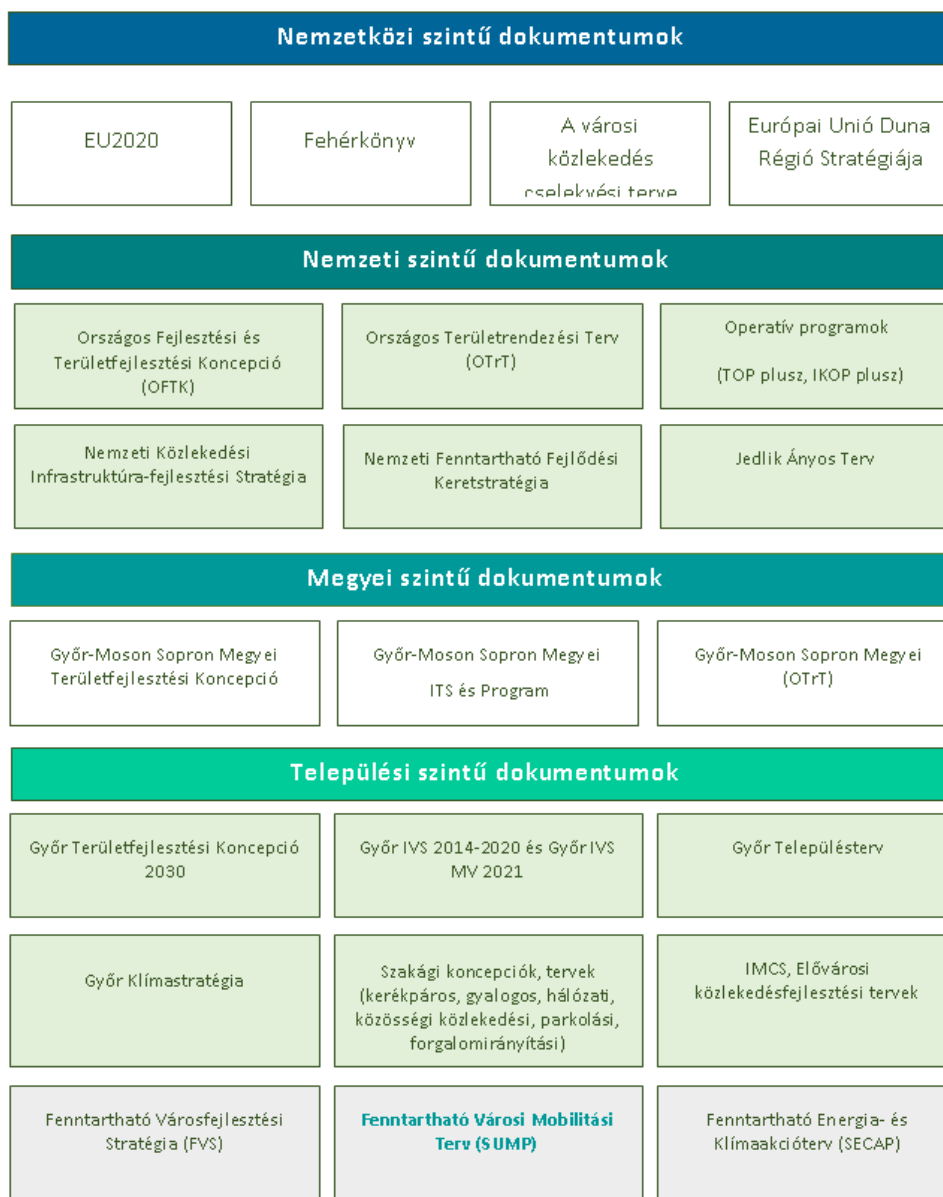 Nemzetközi szintű dokumentumok
EU2020
Fehérkönyv
A városi
közlekedés
cselekvési terve
Európai Unió Duna
Régió Stratégiája
Nemzeti szintű dokumentumok
Országos Fejlesztési és
Területfejlesztési Koncepció
(OFTK)
Országos Területrendezési Terv
(OTrT)
Operatív programok
(TOP plusz, IKOP plusz)
Nemzeti Közlekedési
Infrastruktúra-fejlesztési Stratégia
Nemzeti Fenntartható Fejlődési
Keretstratégia
Jedlik Ányos Terv
Megyei szintű dokumentumok
Győr-Moson Sopron Megyei
Területfejlesztési Koncepció
Győr-Moson Sopron Megyei
ITS és Program
Győr-Moson Sopron Megyei
(OTrT)
Települési szintű dokumentumok
Győr Területfejlesztési Koncepció
2030
Győr IVS 2014-2020 és Győr IVS
MV 2021
Győr Településterv
Győr Klímastratégia
Szakági koncepciók, tervek
(kerékpáros, gyalogos, hálózati,
közösségi közlekedési, parkolási,
forgalomirányítási)
IMCS, Elővárosi
közlekedésfejlesztési tervek
Fenntartható Városfejlesztési
Stratégia (FVS)
Fenntartható Városi Mobilitási
Terv (SUMP)
Fenntartható Energia- és
Klímaakcióterv (SECAP)